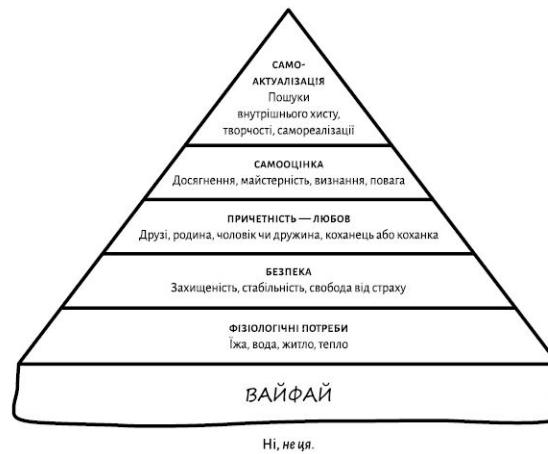 САМО-
АКТУАЛІЗАЦІЯ
Пошуки
внутрішнього хисту,
творчості, самореалізації
САМООЦІНКА
Досягнення, майстерність, визнання, повага
ПРИЧЕТНІСТЬ — ЛЮБОВ
Друзі, родина, чоловік чи дружина, коханець або коханка
БЕЗПЕКА
Захищеність, стабільність, свобода від страху
ФІЗІОЛОГІЧНІ ПОТРЕБИ
Їжа, вода, житло, тепло
ВАЙФАЙ
Ні, не ця.